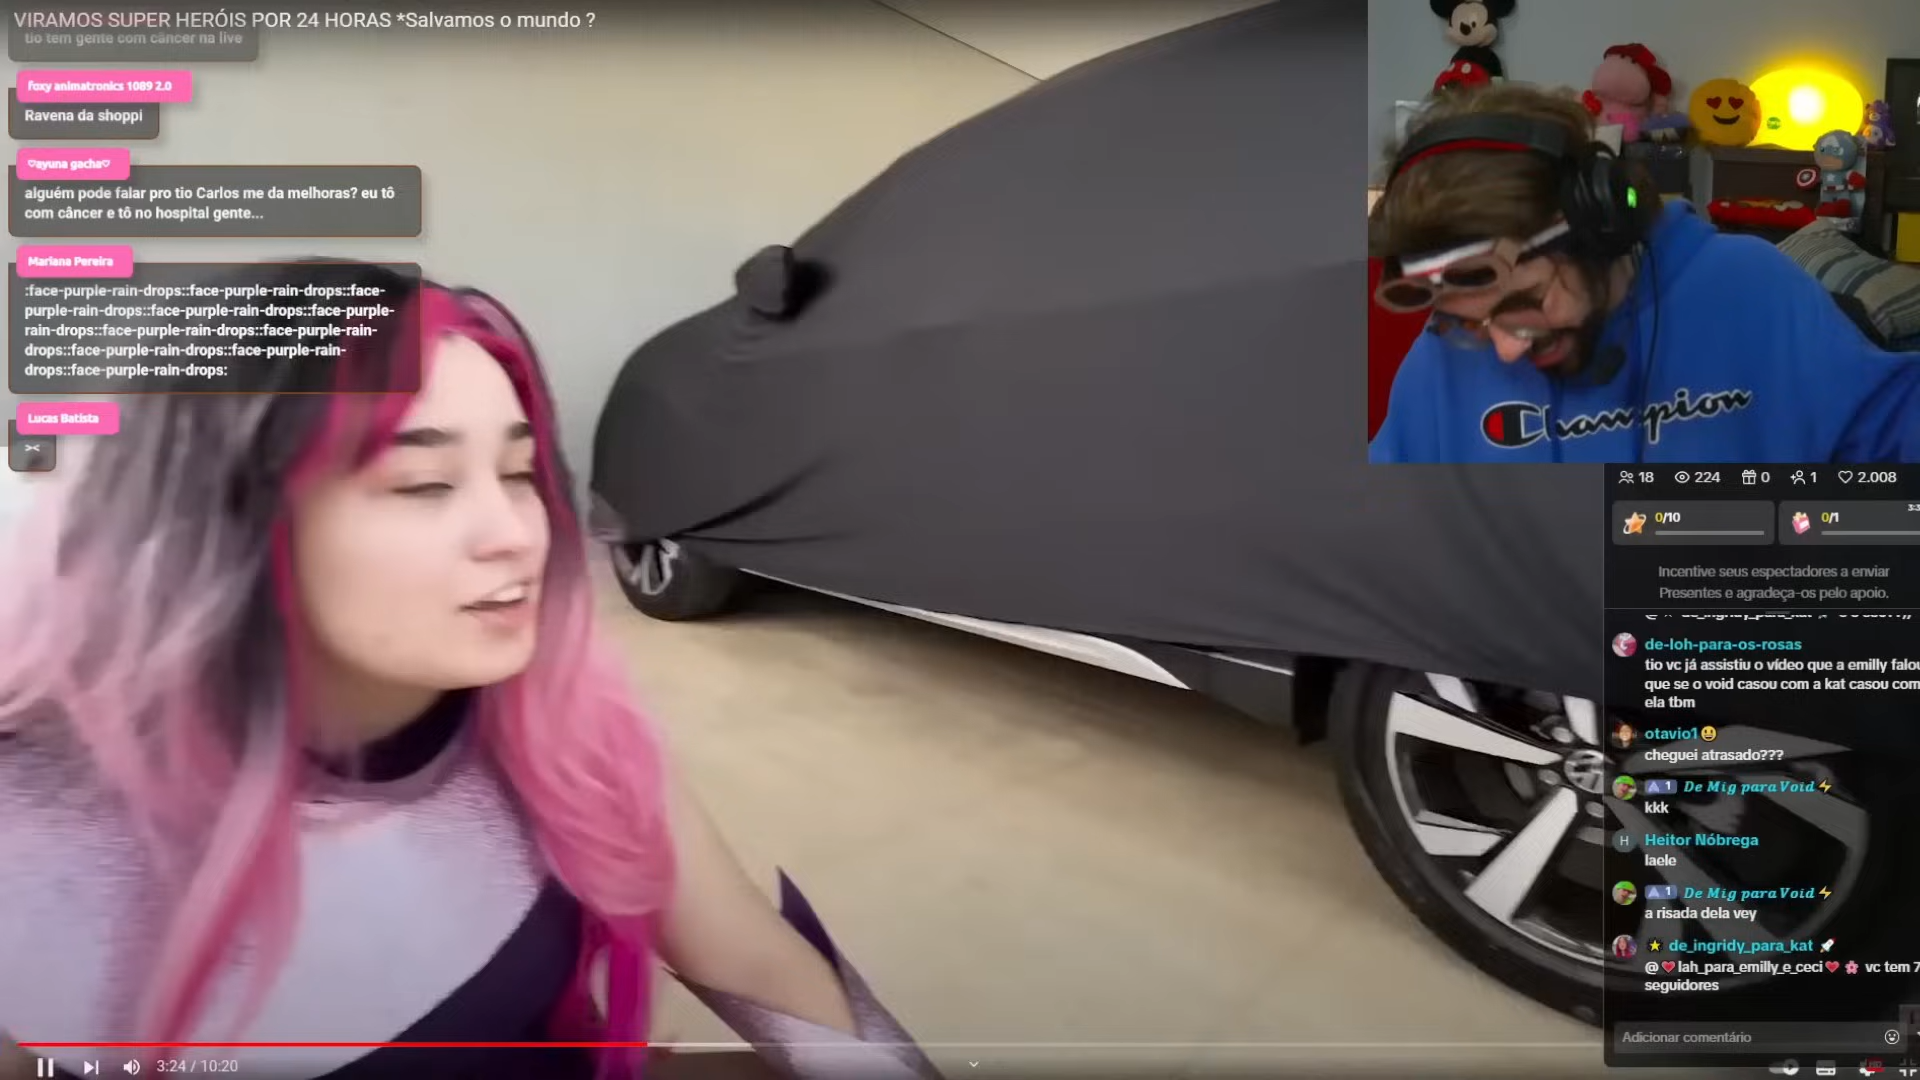 VIRAMOS SUPER HERÓIS POR 24 HORAS *Salvamos o mundo ?
tio tem gente com câncer na live
foxy animatronics 1089 2.0
Ravena da shoppi
♡ayuna gacha♡
alguém pode falar pro tio Carlos me da melhoras? eu tô
com câncer e tô no hospital gente...
Mariana Pereira
:face-purple-rain-drops::face-purple-rain-drops::face-
purple-rain-drops::face-purple-rain-drops::face-purple-
rain-drops::face-purple-rain-drops::face-purple-rain-
drops::face-purple-rain-drops::face-purple-rain-
drops::face-purple-rain-drops:
Lucas Batista
><
Champion
18 224 0 1 2.008
0/10 0/1
Incentive seus espectadores a enviar
Presentes e agradeça-os pelo apoio.
de-loh-para-os-rosas
tio vc já assistiu o vídeo que a emilly falou
que se o void casou com a kat casou com
ela tbm
otavio1😃
cheguei atrasado???
1 De Mig para Void⚡
kkk
H Heitor Nóbrega
laele
1 De Mig para Void⚡
a risada dela vey
⭐ de_ingridy_para_kat 🚀
@❤️lah_para_emilly_e_ceci❤️🌸 vc tem 7
seguidores
Adicionar comentário
3:24 / 10:20